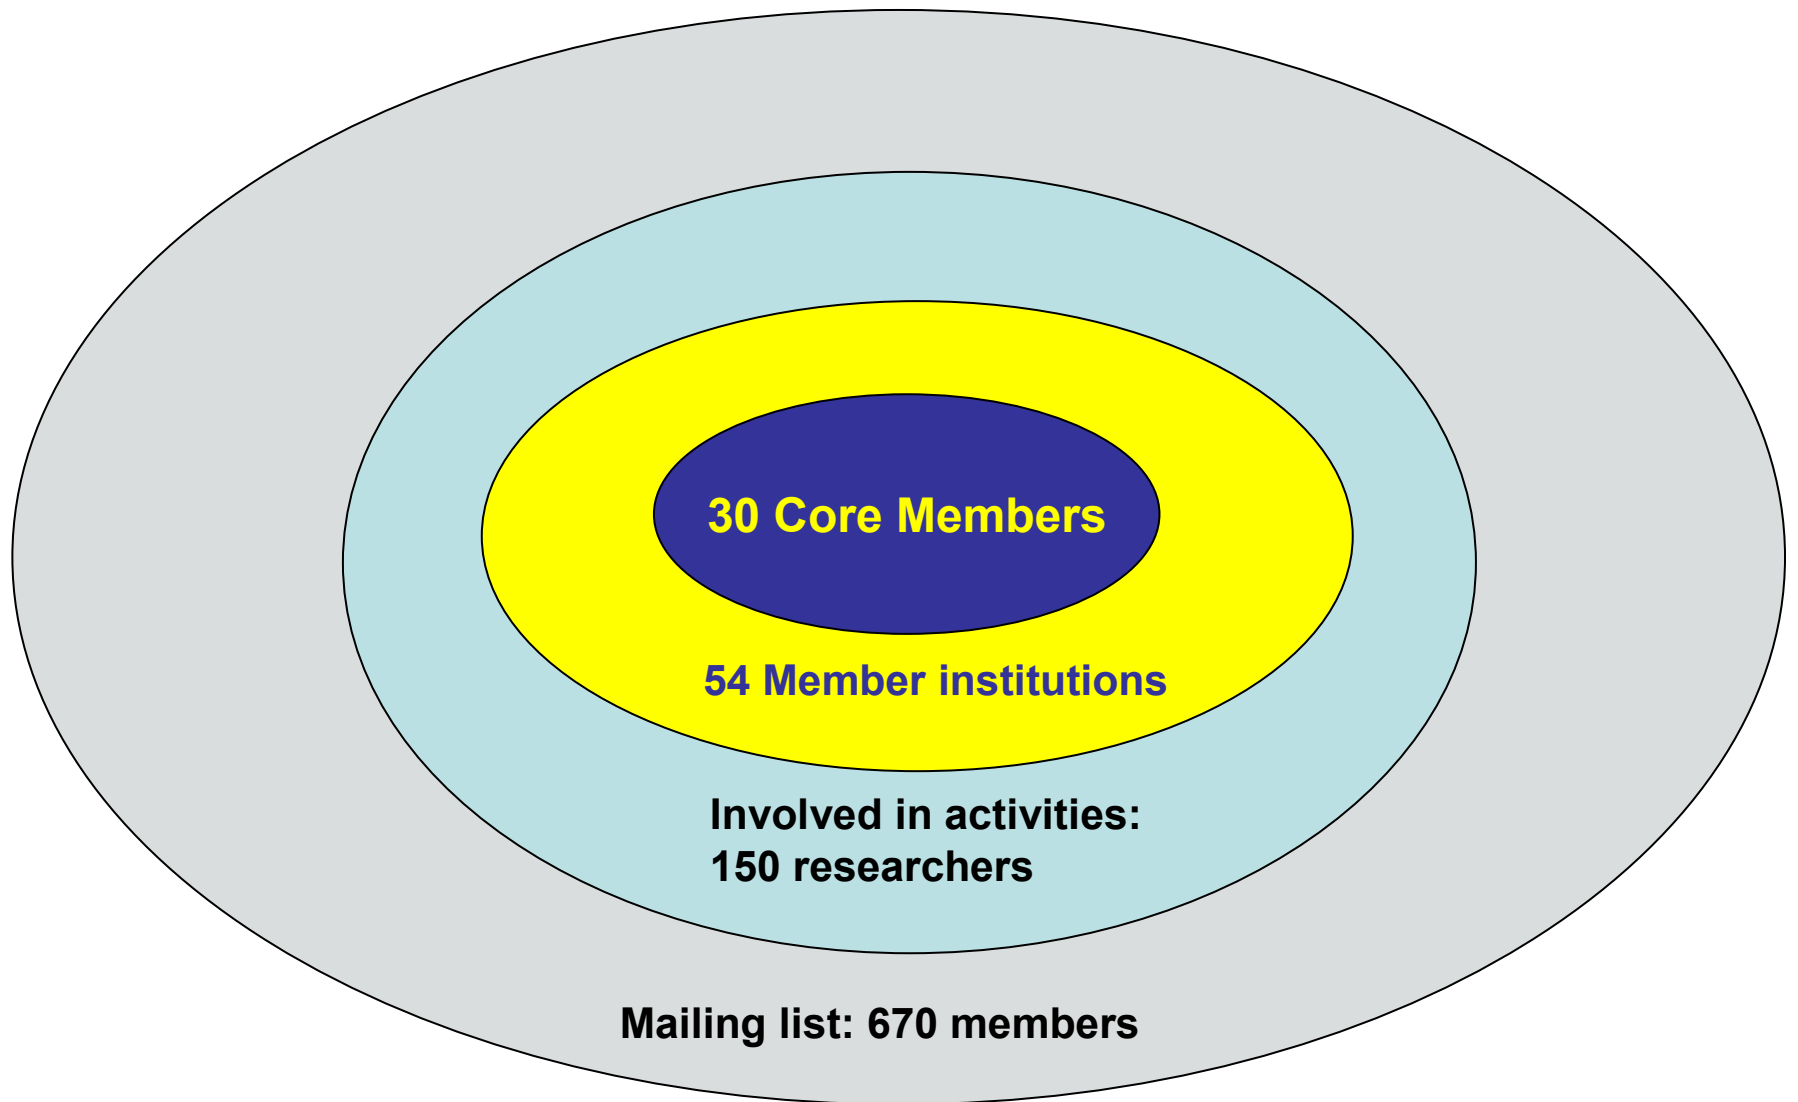 30 Core Members
54 Member institutions
Involved in activities:
150 researchers
Mailing list: 670 members